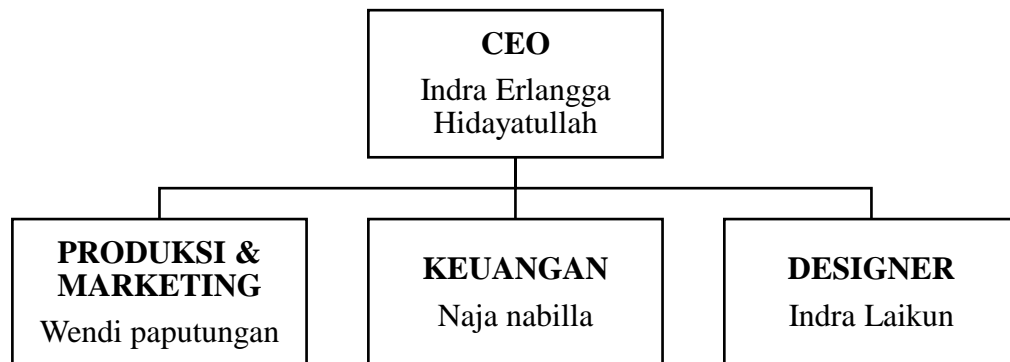 CEO
Indra Erlangga
Hidayatullah
PRODUKSI &
MARKETING
Wendi paputungan
KEUANGAN
Naja nabilla
DESIGNER
Indra Laikun